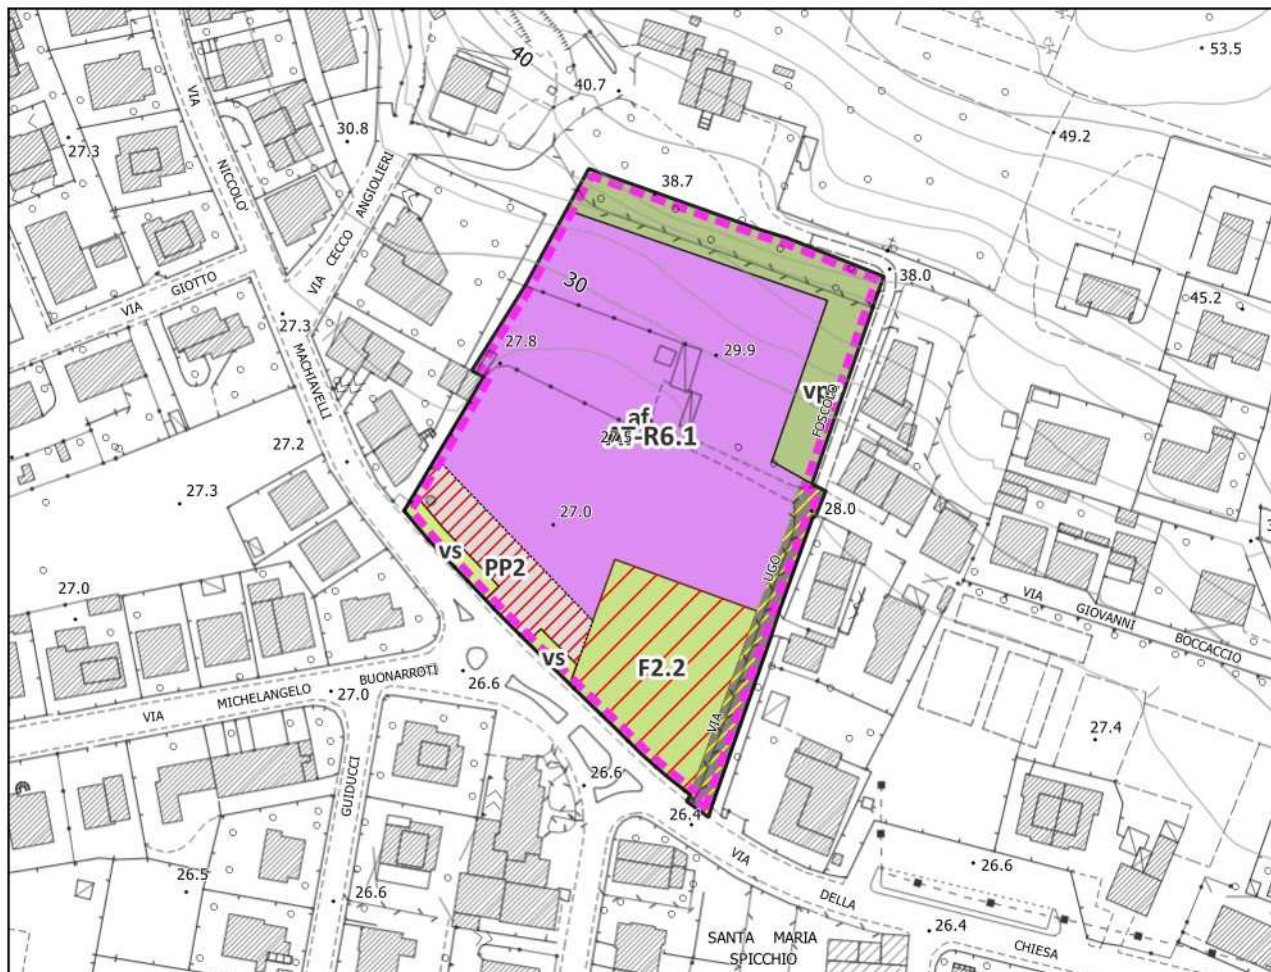 53.5
40
40.7
49.2
VIA
30.8
27.3
NICCOLO'
VIA CECCO ANGIOLIERI
38.7
38.0
30
45.2
VIA GIOTTO
27.3
27.8
29.9
MACHIAVELLI
vp
FOSCOLO
af
AT-R6.1
27.2
27.3
27.0
28.0
vs
PP2
UGO
27.0
VIA GIOVANNI BOCCACCIO
vs
F2.2
26.6
VIA MICHELANGELO BUONARROTI
27.0
VIA
27.4
26.6
GUIDUCCI
26.4
VIA
26.6
26.5
26.6
DELLA
26.4
SANTA MARIA
SPICCHIO
CHIESA